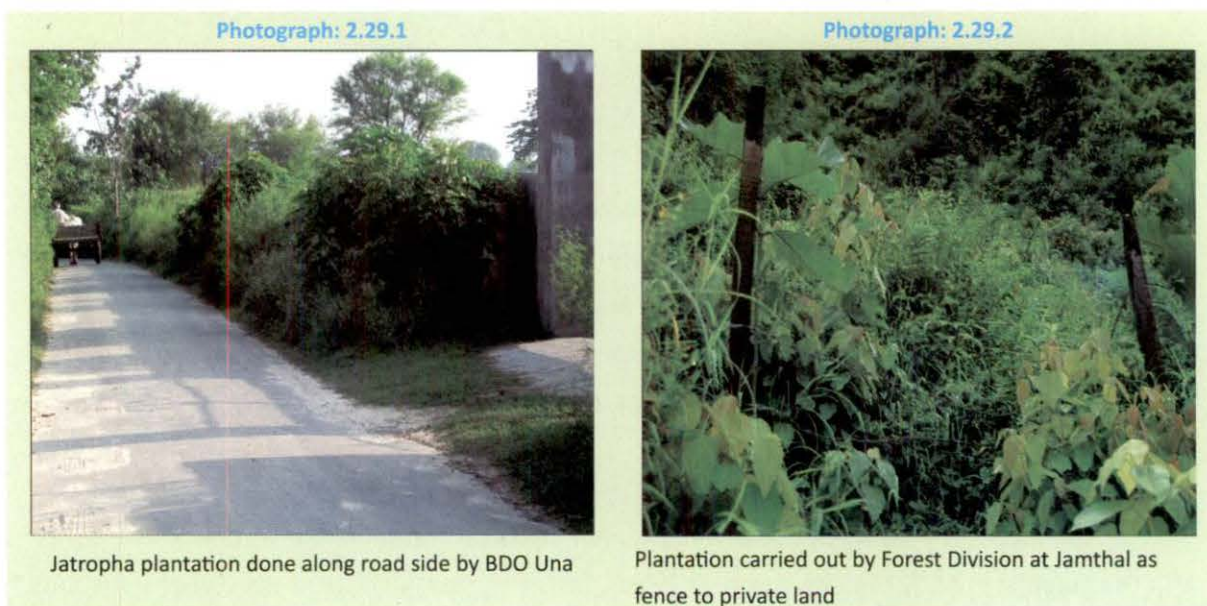 Photograph: 2.29.1
Photograph: 2.29.2
Jatropha plantation done along road side by BDO Una
Plantation carried out by Forest Division at Jamthal as
fence to private land